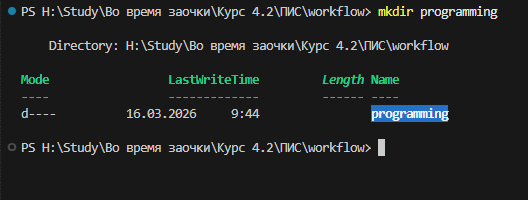 PS H:\Study\Во время заочки\Курс 4.2\ПИС\workflow> mkdir programming
Directory: H:\Study\Во время заочки\Курс 4.2\ПИС\workflow
Mode LastWriteTime Length Name
---- ------------- ------ ----
d---- 16.03.2026 9:44 programming
PS H:\Study\Во время заочки\Курс 4.2\ПИС\workflow>